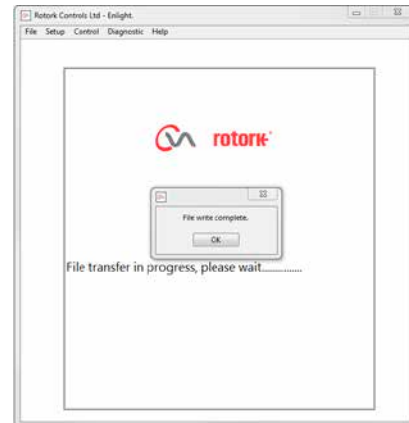 Rotork Controls Ltd - Enlight.
File Setup Control Diagnostic Help
rotork
File write complete.
OK
File transfer in progress, please wait...............